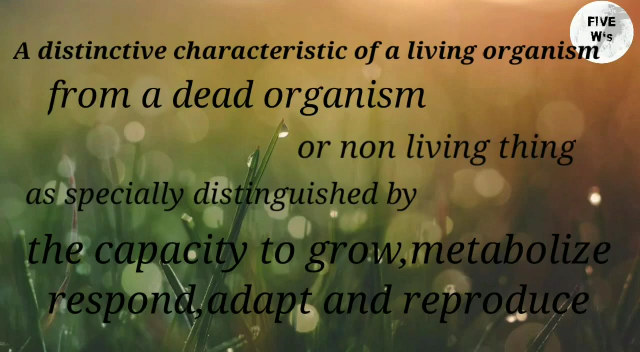 FIVE
W's
A distinctive characteristic of a living organism
from a dead organism
or non living thing
as specially distinguished by
the capacity to grow,metabolize
respond,adapt and reproduce